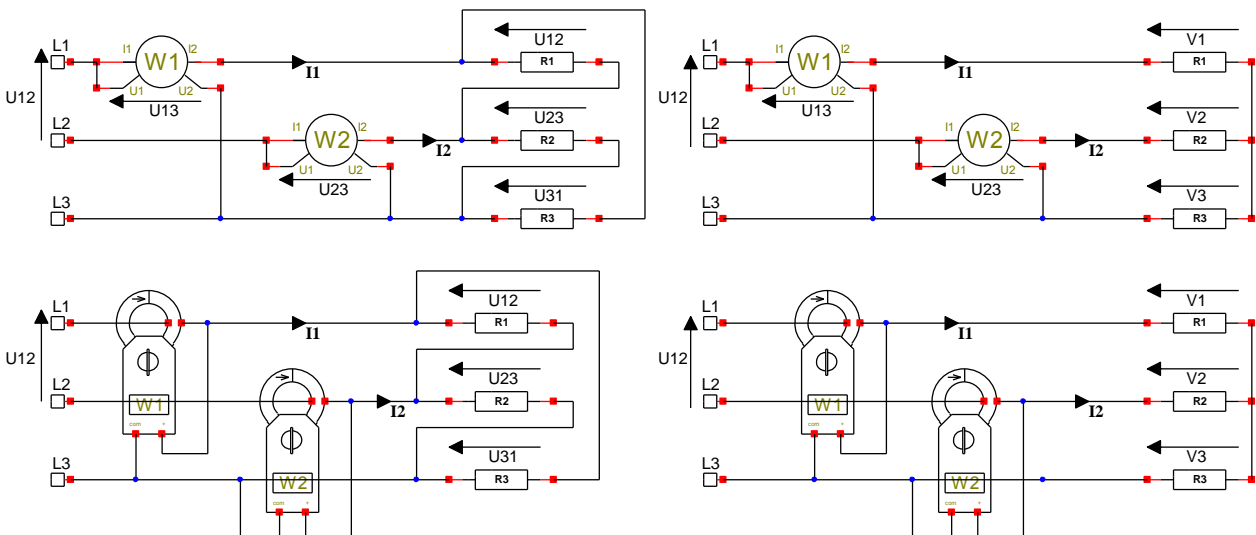 L1
I1
W1
I2
U1
U2
U13
I1
U12
R1
U12
L2
I1
W2
I2
U1
U2
U23
I2
U23
R2
L3
U31
R3
L1
I1
W1
I2
U1
U2
U13
I1
V1
R1
U12
L2
I1
W2
I2
U1
U2
U23
I2
V2
R2
L3
V3
R3
L1
I1
U12
R1
U12
L2
W1
com +
I2
U23
R2
L3
W2
com +
U31
R3
L1
I1
V1
R1
U12
L2
W1
com +
I2
V2
R2
L3
W2
com +
V3
R3